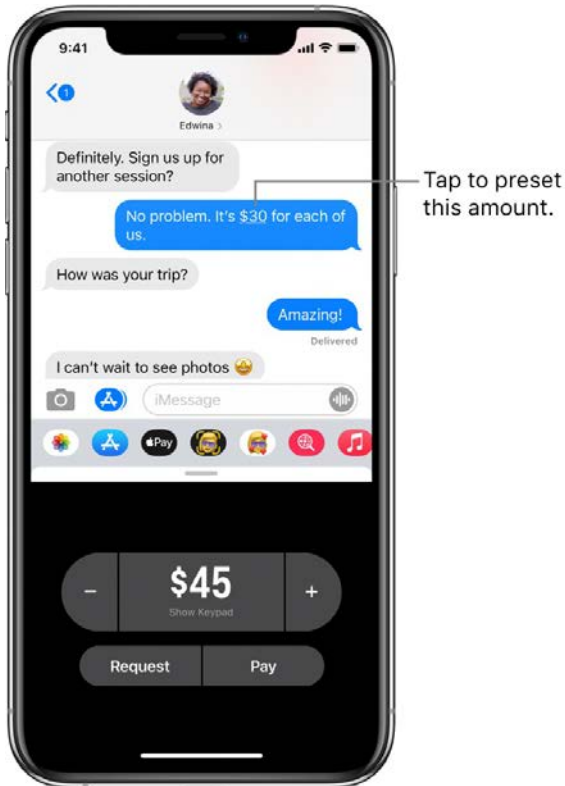 9:41
1
Edwina >
Definitely. Sign us up for
another session?
No problem. It's $30 for each of
us.
Tap to preset
this amount.
How was your trip?
Amazing!
Delivered
I can't wait to see photos 🤩
iMessage
Pay
- $45 +
Show Keypad
Request Pay